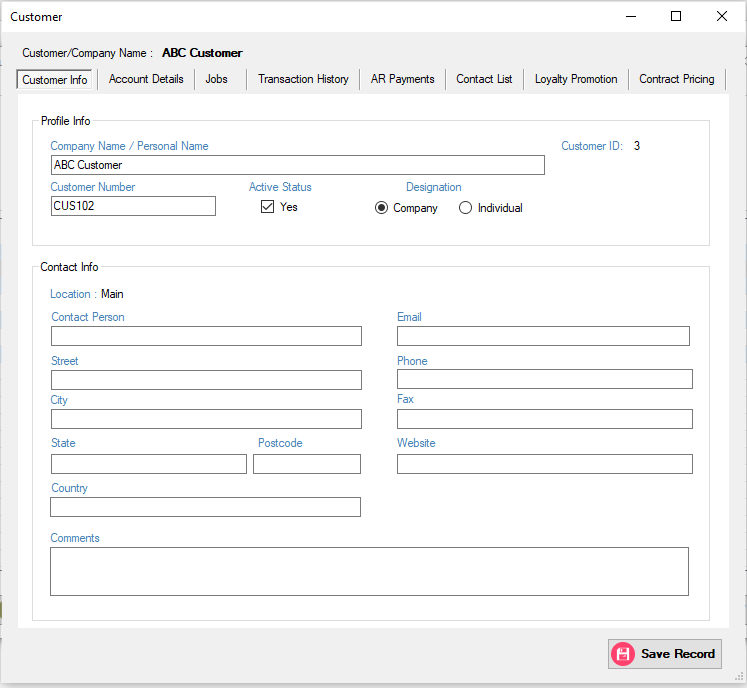 Customer
Customer/Company Name : ABC Customer
Customer Info Account Details Jobs Transaction History AR Payments Contact List Loyalty Promotion Contract Pricing
Profile Info
Company Name / Personal Name Customer ID: 3
ABC Customer
Customer Number Active Status Designation
CUS102 Yes Company Individual
Contact Info
Location : Main
Contact Person Email
Street Phone
City Fax
State Postcode Website
Country
Comments
Save Record